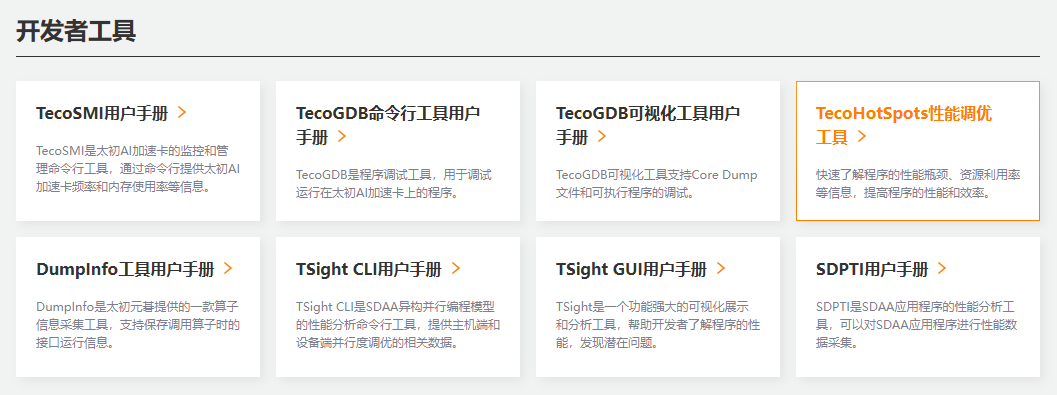 开发者工具
TecoSMI用户手册
TecoSMI是太初AI加速卡的监控和管
理命令行工具，通过命令行提供太初AI
加速卡频率和内存使用率等信息。
TecoGDB命令行工具用户
手册
TecoGDB是程序调试工具，用于调试
运行在太初AI加速卡上的程序。
TecoGDB可视化工具用户
手册
TecoGDB可视化工具支持Core Dump
文件和可执行程序的调试。
TecoHotSpots性能调优
工具
快速了解程序的性能瓶颈、资源利用率
等信息，提高程序的性能和效率。
DumpInfo工具用户手册
DumpInfo是太初元碁提供的一款算子
信息采集工具，支持保存调用算子时的
接口运行信息。
TSight CLI用户手册
TSight CLI是SDAA异构并行编程模型
的性能分析命令行工具，提供主机端和
设备端并行度调优的相关数据。
TSight GUI用户手册
TSight是一个功能强大的可视化展示
和分析工具，帮助开发者了解程序的性
能，发现潜在问题。
SDPTI用户手册
SDPTI是SDAA应用程序的性能分析工
具，可以对SDAA应用程序进行性能数
据采集。